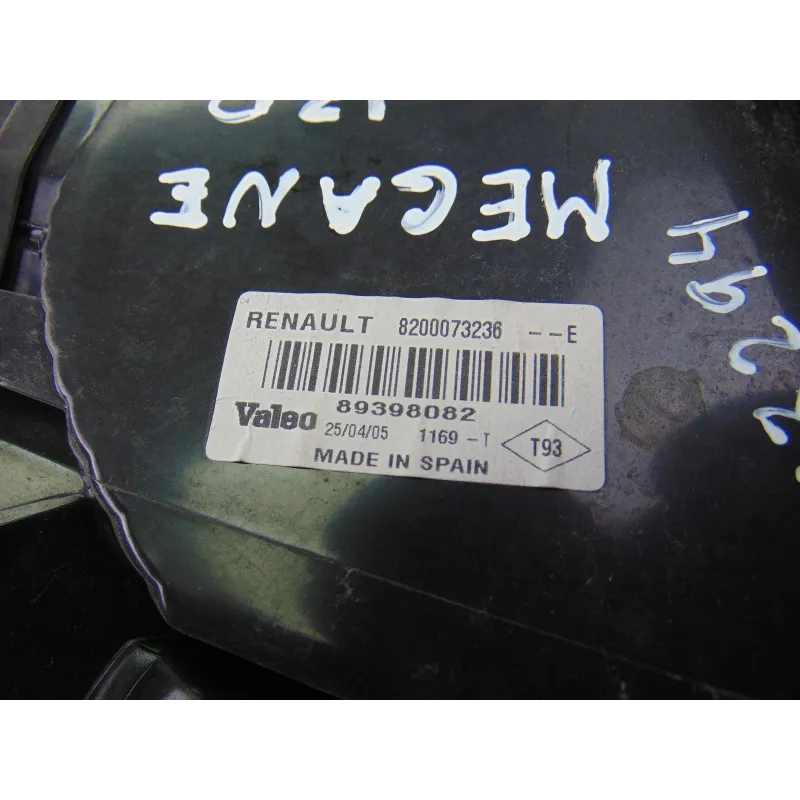 MEGANE
RENAULT 8200073236 --E
89398082
Valeo 25/04/05 1169-T T93
MADE IN SPAIN